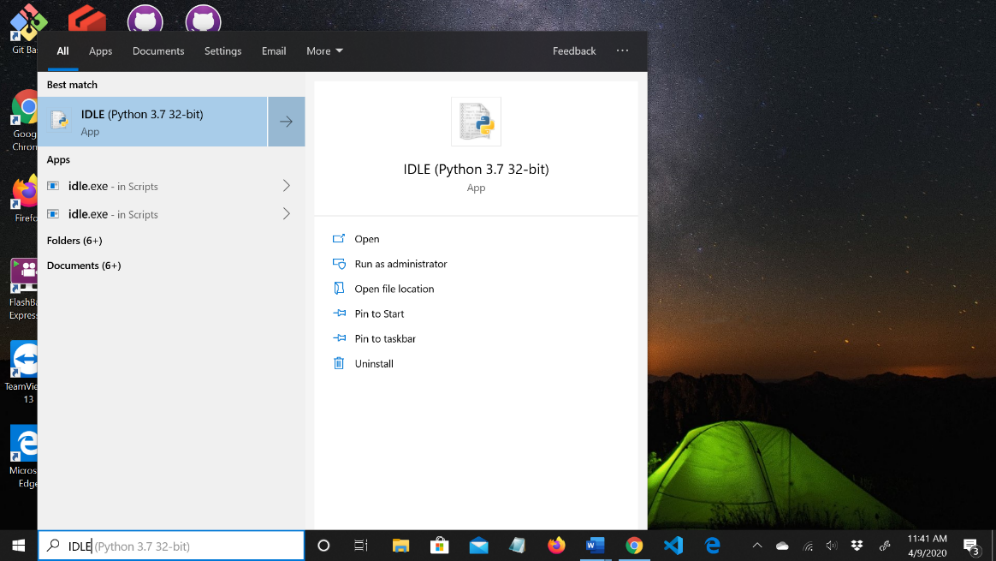 Git Ba
All Apps Documents Settings Email More Feedback ...
Best match
IDLE (Python 3.7 32-bit)
App
Apps
idle.exe - in Scripts
idle.exe - in Scripts
Folders (6+)
Documents (6+)
IDLE (Python 3.7 32-bit)
App
Open
Run as administrator
Open file location
Pin to Start
Pin to taskbar
Uninstall
Goog
Chron
Firefo
FlashBa
Expres
TeamView
13
Micros
Edge
IDLE (Python 3.7 32-bit)
11:41 AM
4/9/2020
3